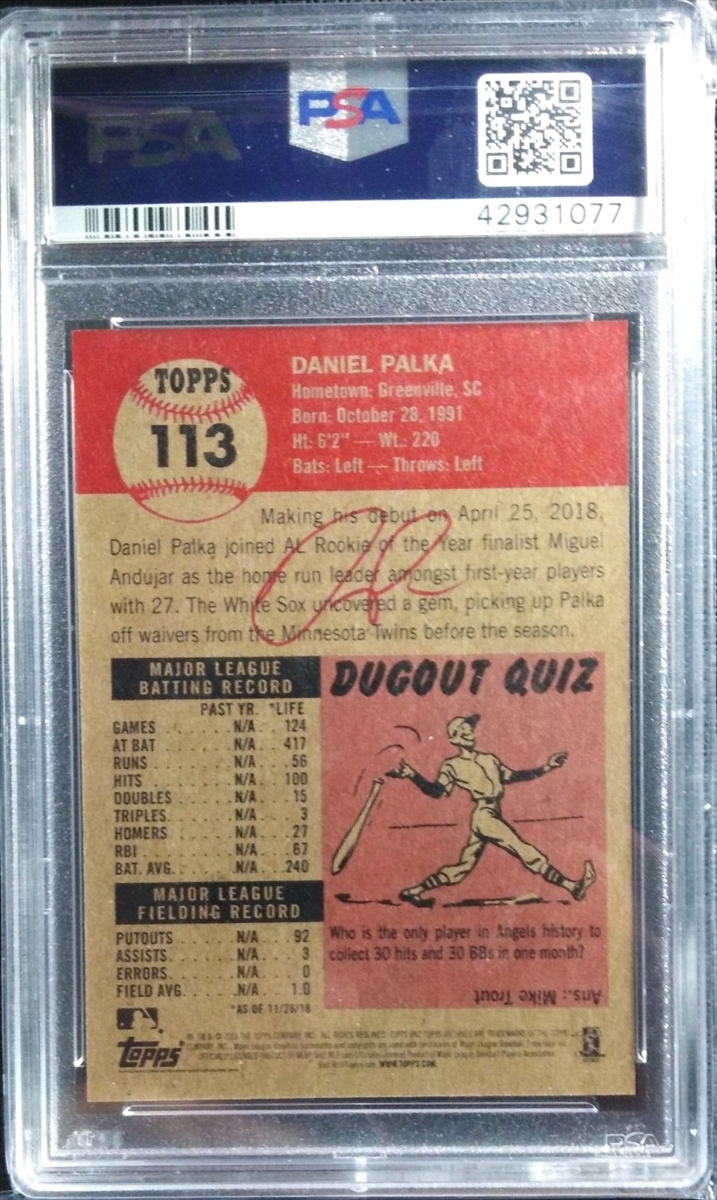 PSA
PSA
42931077
TOPPS
113
DANIEL PALKA
Hometown: Greenville, SC
Born: October 28, 1991
Ht: 6'2" — Wt.: 220
Bats: Left — Throws: Left
Making his debut on April 25, 2018,
Daniel Palka joined AL Rookie of the Year finalist Miguel
Andujar as the home run leader amongst first-year players
with 27. The White Sox uncovered a gem, picking up Palka
off waivers from the Minnesota Twins before the season.
MAJOR LEAGUE
BATTING RECORD
PAST YR. *LIFE
GAMES ..... N/A ... 124
AT BAT ..... N/A ... 417
RUNS ..... N/A ... 56
HITS ..... N/A ... 100
DOUBLES ..... N/A ... 15
TRIPLES ..... N/A ... 3
HOMERS ..... N/A ... 27
RBI ..... N/A ... 67
BAT. AVG. ..... N/A ... .240
MAJOR LEAGUE
FIELDING RECORD
PUTOUTS ..... N/A ... 92
ASSISTS ..... N/A ... 3
ERRORS ..... N/A ... 0
FIELD AVG. ..... N/A ... 1.0
*AS OF 11/26/18
DUGOUT QUIZ
Who is the only player in Angels history to
collect 30 hits and 30 BBs in one month?
Ans.: Mike Trout
TOPPS
WWW.TOPPS.COM
PSA